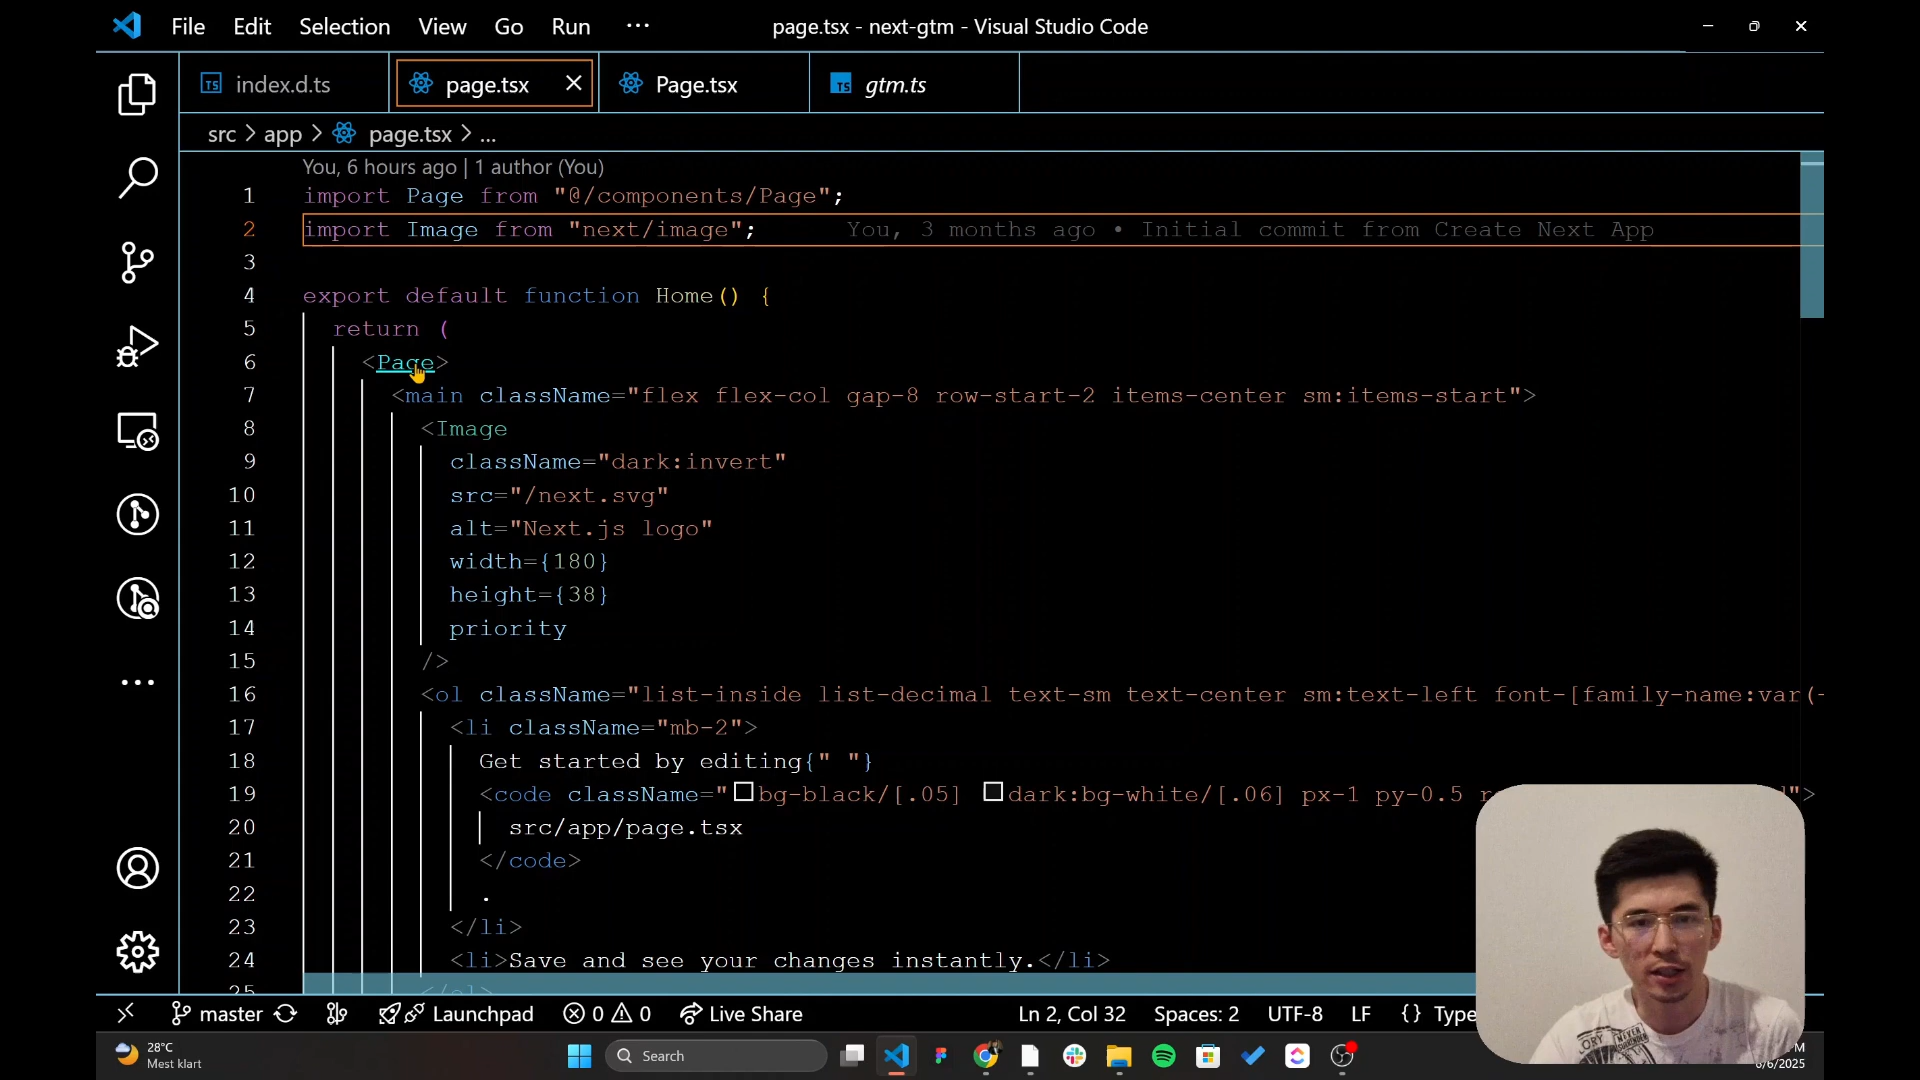 File Edit Selection View Go Run ··· page.tsx - next-gtm - Visual Studio Code
TS index.d.ts page.tsx Page.tsx TS gtm.ts
src > app > page.tsx > ...
You, 6 hours ago | 1 author (You)
1 import Page from "@/components/Page";
2 import Image from "next/image"; You, 3 months ago • Initial commit from Create Next App
3
4 export default function Home() {
5 return (
6 <Page>
7 <main className="flex flex-col gap-8 row-start-2 items-center sm:items-start">
8 <Image
9 className="dark:invert"
10 src="/next.svg"
11 alt="Next.js logo"
12 width={180}
13 height={38}
14 priority
15 />
16 <ol className="list-inside list-decimal text-sm text-center sm:text-left font-[family-name:var(-
17 <li className="mb-2">
18 Get started by editing{" "}
19 <code className="bg-black/[.05] dark:bg-white/[.06] px-1 py-0.5 ">
20 src/app/page.tsx
21 </code>
22 .
23 </li>
24 <li>Save and see your changes instantly.</li>
25 </ol>
master Launchpad 0 0 Live Share Ln 2, Col 32 Spaces: 2 UTF-8 LF {} Type
28°C
Mest klart
Search
M
6/6/2025
ORY